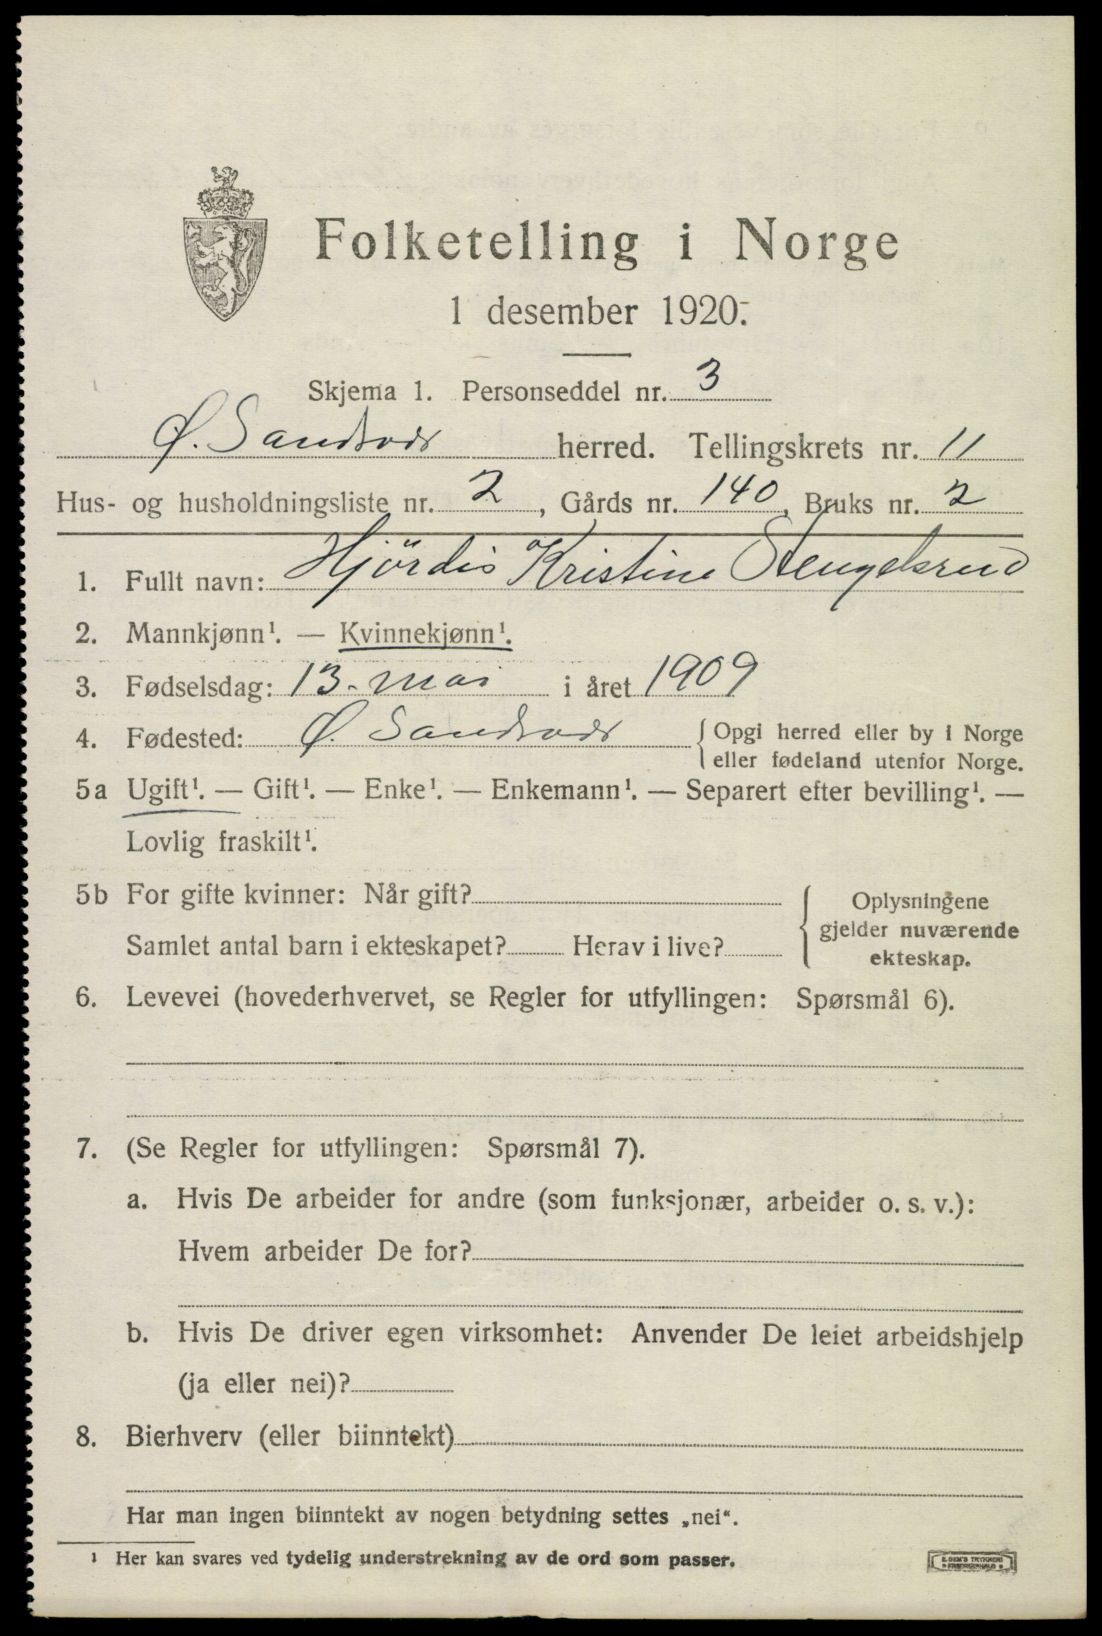 Folketelling i Norge
1 desember 1920.
Skjema 1. Personseddel nr. 3
Ø. Sandsvær herred. Tellingskrets nr. 11
Hus- og husholdningsliste nr. 2, Gårds nr. 140, Bruks nr. 2
1. Fullt navn: Hjördis Kristine Stengelsrud
2. Mannkjønn¹. — Kvinnekjønn¹.
3. Fødselsdag: 13. mai i året 1909
4. Fødested: Ø. Sandsvær { Opgi herred eller by i Norge
eller fødeland utenfor Norge.
5a Ugift¹. — Gift¹. — Enke¹. — Enkemann¹. — Separert efter bevilling¹. —
Lovlig fraskilt¹.
5b For gifte kvinner: Når gift?
Samlet antal barn i ekteskapet? Herav i live?
{ Oplysningene
gjelder nuværende
ekteskap.
6. Levevei (hovederhvervet, se Regler for utfyllingen: Spørsmål 6).
7. (Se Regler for utfyllingen: Spørsmål 7).
a. Hvis De arbeider for andre (som funksjonær, arbeider o. s. v.):
Hvem arbeider De for?
b. Hvis De driver egen virksomhet: Anvender De leiet arbeidshjelp
(ja eller nei)?
8. Bierhverv (eller biinntekt)
Har man ingen biinntekt av nogen betydning settes „nei“.
¹ Her kan svares ved tydelig understrekning av de ord som passer.